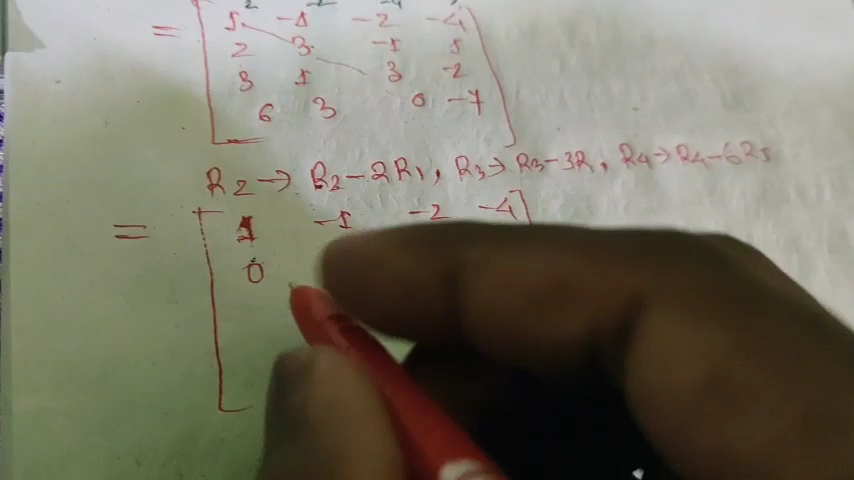 = 1 -1 -2 -4
2 3 -1 1
3 1 3 -2
6 3 0 -7
R2 → R2-2R1, R3→R3-3R1, R4→R4-6R1
= 1 -1 -2 -4
0